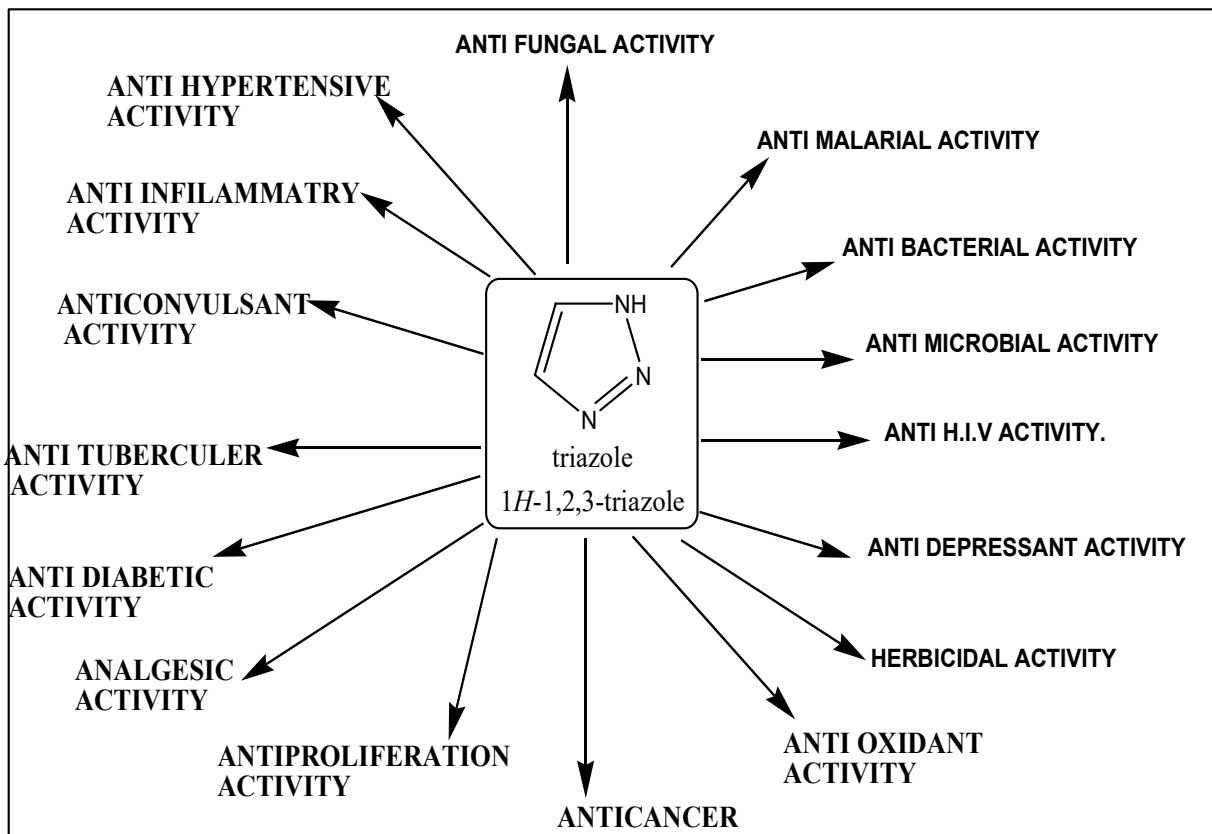 ANTI FUNGAL ACTIVITY
ANTI HYPERTENSIVE
ACTIVITY
ANTI MALARIAL ACTIVITY
ANTI INFILAMMATRY
ACTIVITY
ANTI BACTERIAL ACTIVITY
ANTICONVULSANT
ACTIVITY
NH
N
N
ANTI MICROBIAL ACTIVITY
ANTI H.I.V ACTIVITY.
ANTI TUBERCULER
ACTIVITY
triazole
1H-1,2,3-triazole
ANTI DEPRESSANT ACTIVITY
ANTI DIABETIC
ACTIVITY
HERBICIDAL ACTIVITY
ANALGESIC
ACTIVITY
ANTI OXIDANT
ACTIVITY
ANTIPROLIFERATION
ACTIVITY
ANTICANCER